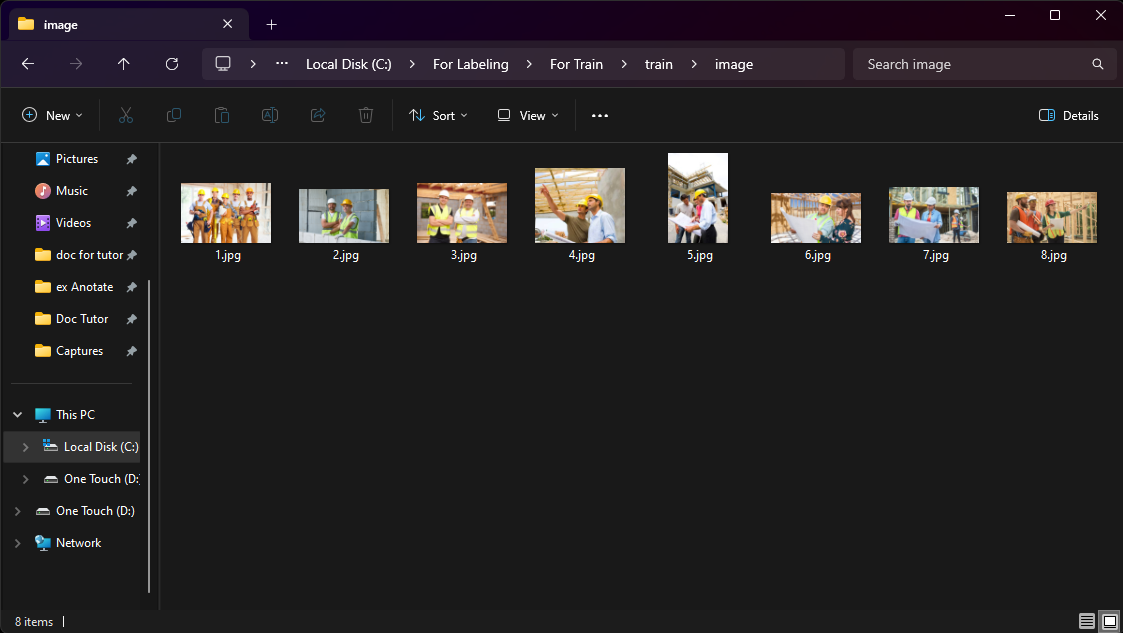 image
Local Disk (C:) > For Labeling > For Train > train > image
Search image
New
Sort
View
Details
Pictures
Music
Videos
doc for tutor
ex Anotate
Doc Tutor
Captures
This PC
Local Disk (C:)
One Touch (D:
One Touch (D:)
Network
1.jpg
2.jpg
3.jpg
4.jpg
5.jpg
6.jpg
7.jpg
8.jpg
8 items